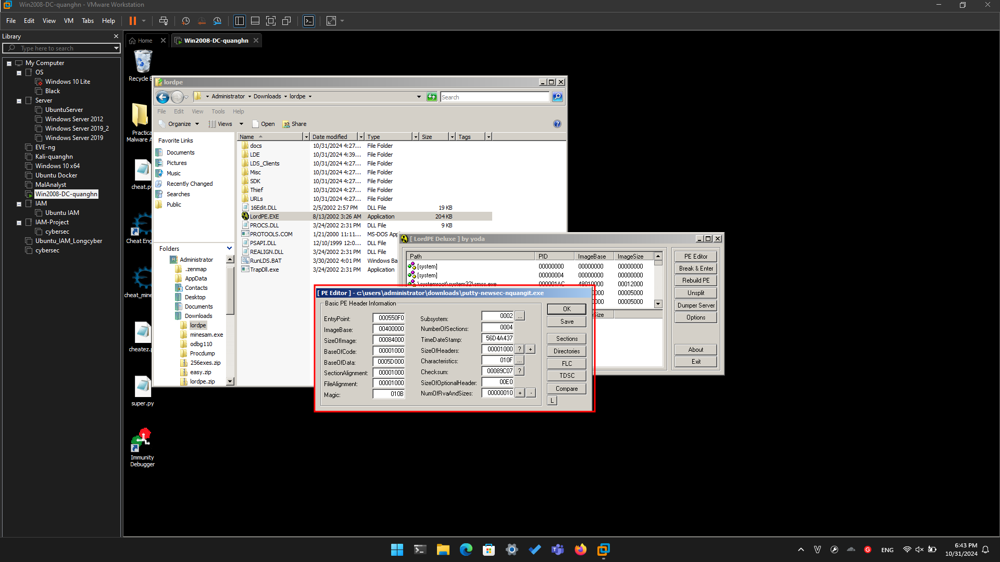 Win2008-DC-quanghn - VMware Workstation
File Edit View VM Tabs Help
Library
Type here to search
My Computer
OS
Windows 10 Lite
Black
Server
UbuntuServer
Windows Server 2012
Windows Server 2019_2
Windows Server 2019
EVE-ng
Kali-quanghn
Windows 10 x64
Ubuntu Docker
MalAnalyst
Win2008-DC-quanghn
IAM
Ubuntu IAM
IAM-Project
cybersec
Ubuntu_IAM_Longcyber
cybersec
Home
Win2008-DC-quanghn
Recycle B
Practica
Malware A
cheat.p
Cheat Eng
cheat_mine
cheatez.
super.py
Immunity
Debugger
lordpe
Administrator Downloads lordpe
Search
File Edit View Tools Help
Organize Views Open Share
Favorite Links
Documents
Pictures
Music
Recently Changed
Searches
Public
Folders
Administrator
.zenmap
AppData
Contacts
Desktop
Documents
Downloads
lordpe
minesam.exe
odbg110
Procdump
256exes.zip
easy.zip
lordpe.zip
Name Date modified Type Size Tags
docs 10/31/2024 4:27... File Folder
LDE 10/31/2024 4:39... File Folder
LDS_Clients 10/31/2024 4:27... File Folder
Misc 10/31/2024 4:27... File Folder
SDK 10/31/2024 4:27... File Folder
Thief 10/31/2024 4:27... File Folder
URLs 10/31/2024 4:27... File Folder
16Edit.DLL 2/5/2002 2:57 PM DLL File 19 KB
LordPE.EXE 8/13/2002 3:26 AM Application 204 KB
PROCS.DLL 3/24/2002 2:31 PM DLL File 9 KB
PROTOOLS.COM 1/21/2000 11:11... MS-DOS App
PSAPI.DLL 12/10/1999 12:0... DLL File
REALIGN.DLL 3/24/2002 2:31 PM DLL File
RunLDS.BAT 3/30/2002 4:01 PM Windows Ba
TrapDll.exe 3/24/2002 2:31 PM Application
[ LordPE Deluxe ] by yoda
Path PID ImageBase ImageSize
[system] 00000000 00000000 00000000
[system] 00000004 00000000 00000000
\systemroot\system32\smss.exe 000001AC 48010000 00012000
0000 00005000
0000 00005000
eSize
PE Editor
Break & Enter
Rebuild PE
Unsplit
Dumper Server
Options
About
Exit
[ PE Editor ] - c:\users\administrator\downloads\putty-newsec-nquangit.exe
Basic PE Header Information
EntryPoint: 000550F0
ImageBase: 00400000
SizeOfImage: 00084000
BaseOfCode: 00001000
BaseOfData: 0005D000
SectionAlignment: 00001000
FileAlignment: 00001000
Magic: 010B
Subsystem: 0002 ...
NumberOfSections: 0004
TimeDateStamp: 56D4A437
SizeOfHeaders: 00001000 ? +
Characteristics: 010F ...
Checksum: 00089C07 ?
SizeOfOptionalHeader: 00E0
NumOfRvaAndSizes: 00000010 + -
OK
Save
Sections
Directories
FLC
TDSC
Compare
L
ENG
6:43 PM
10/31/2024